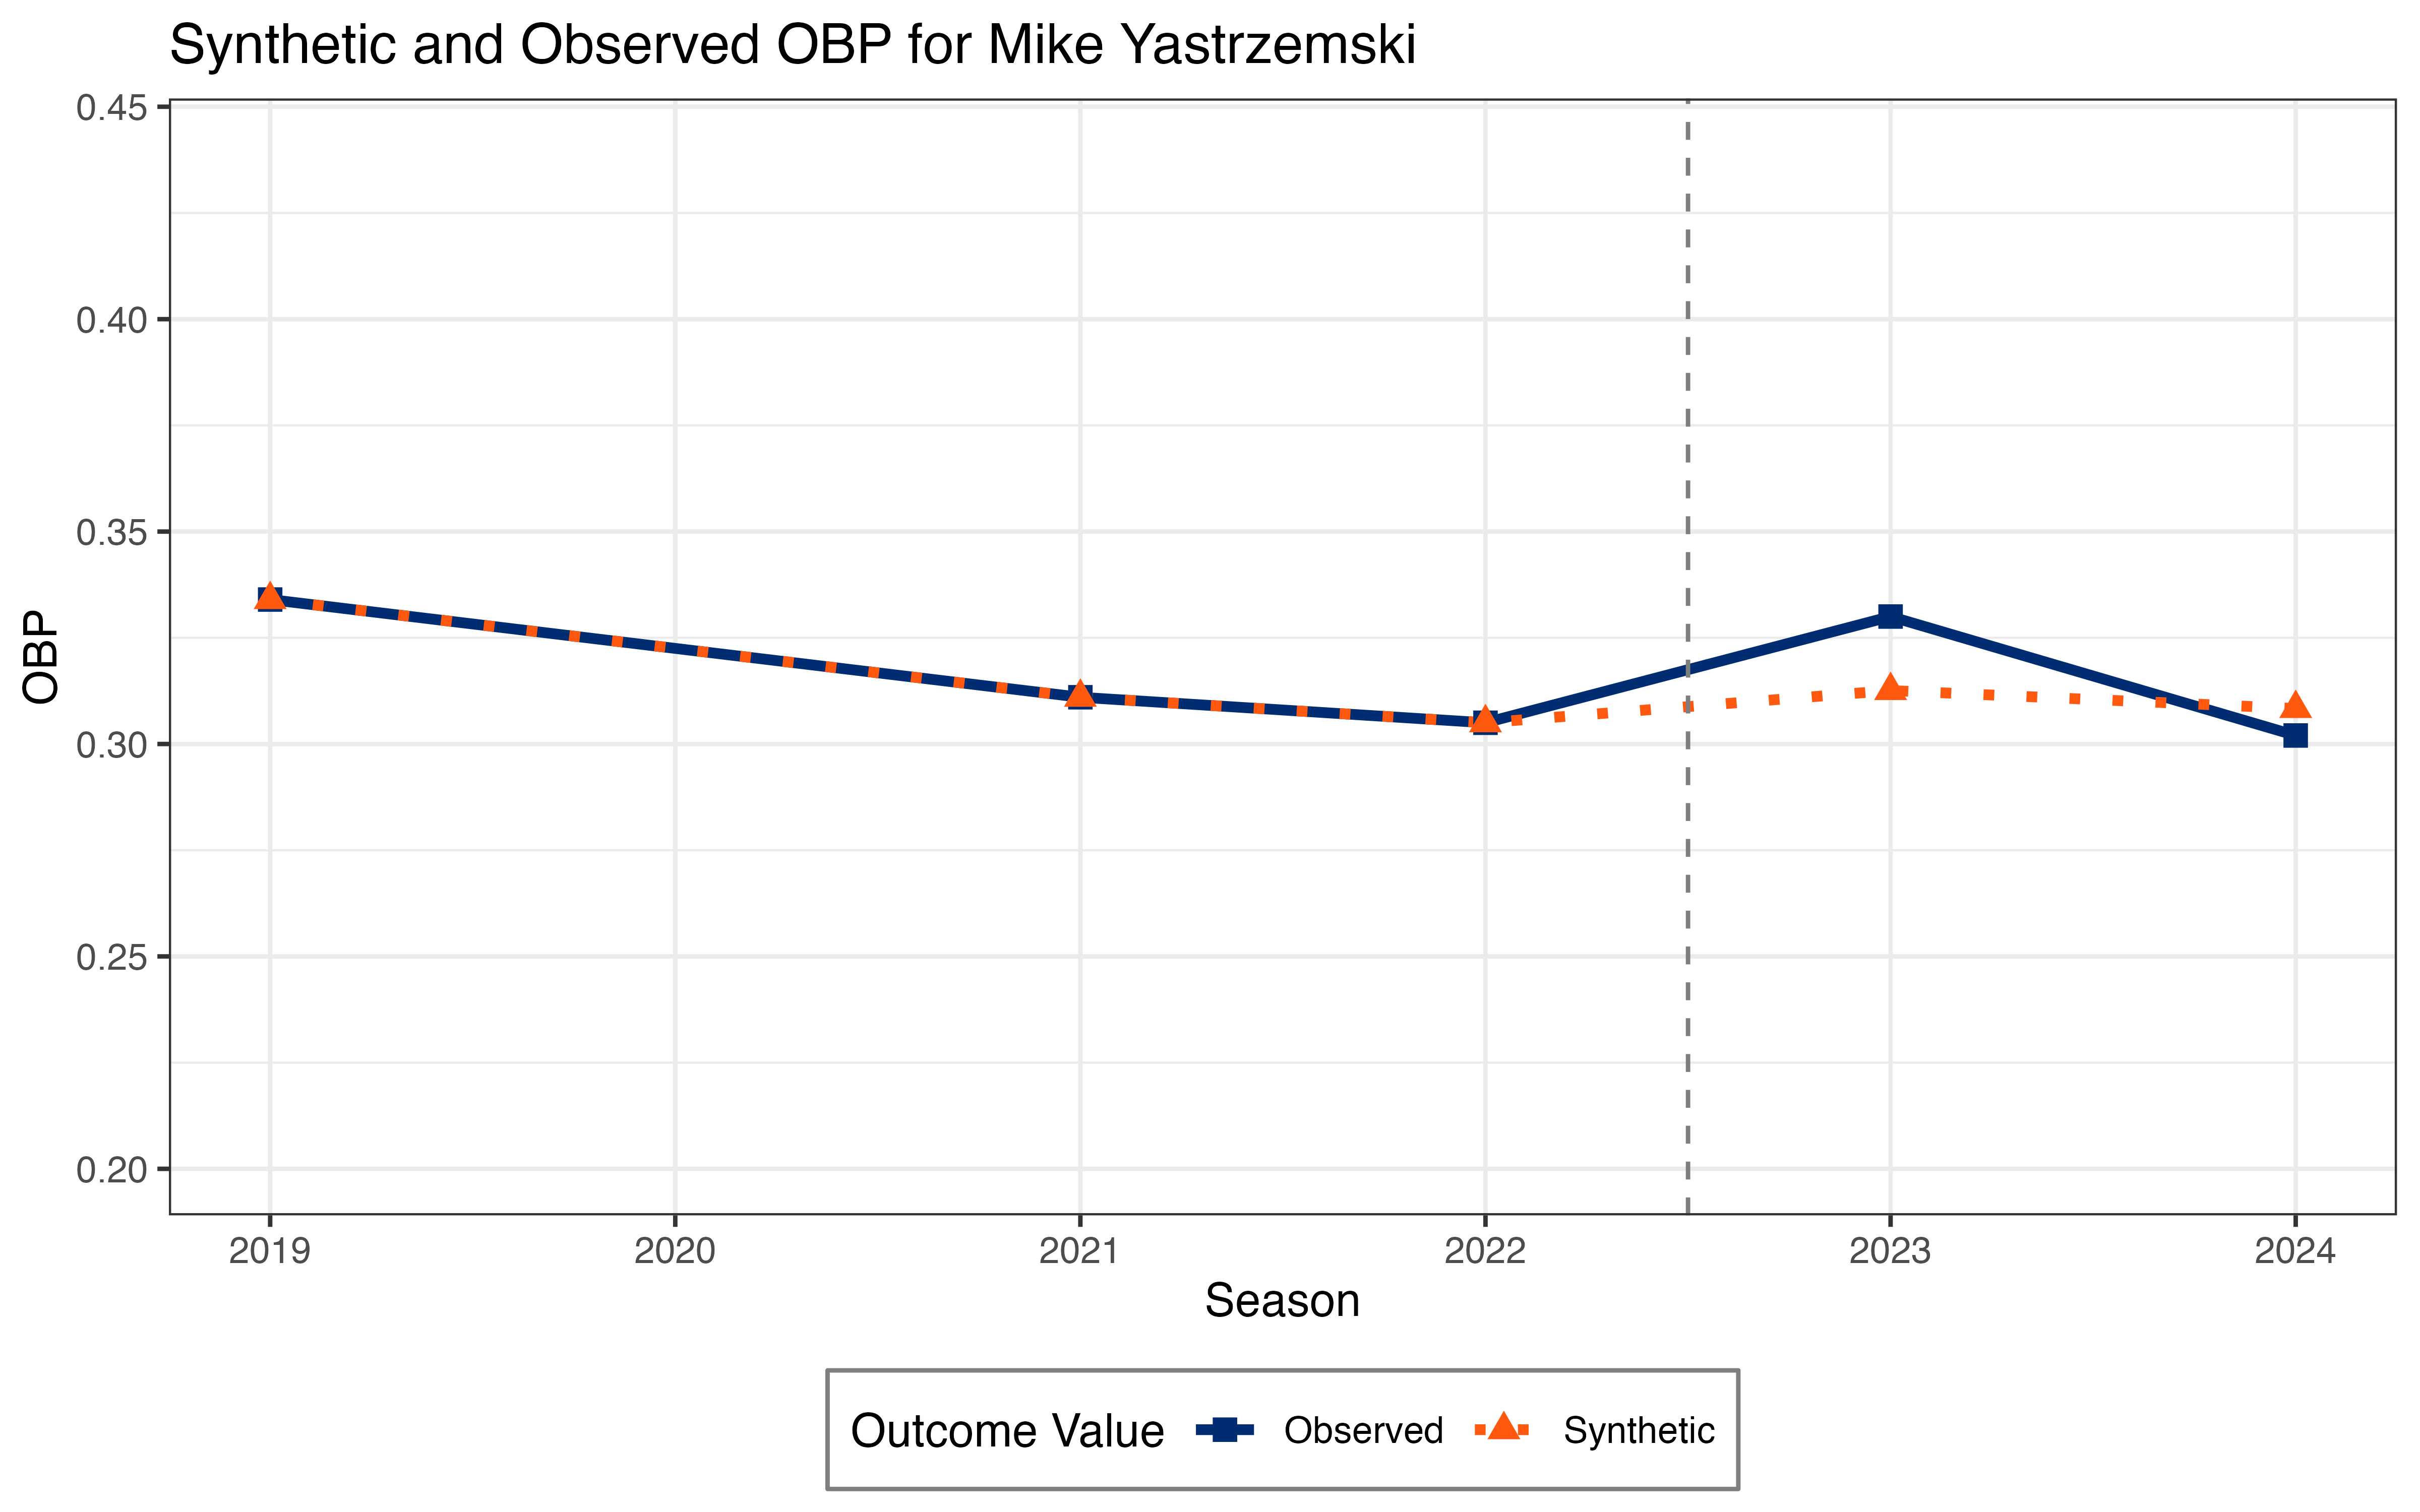 Synthetic and Observed OBP for Mike Yastrzemski
0.45
0.40
0.35
0.30
0.25
0.20
OBP
2019 2020 2021 2022 2023 2024
Season
Outcome Value Observed Synthetic